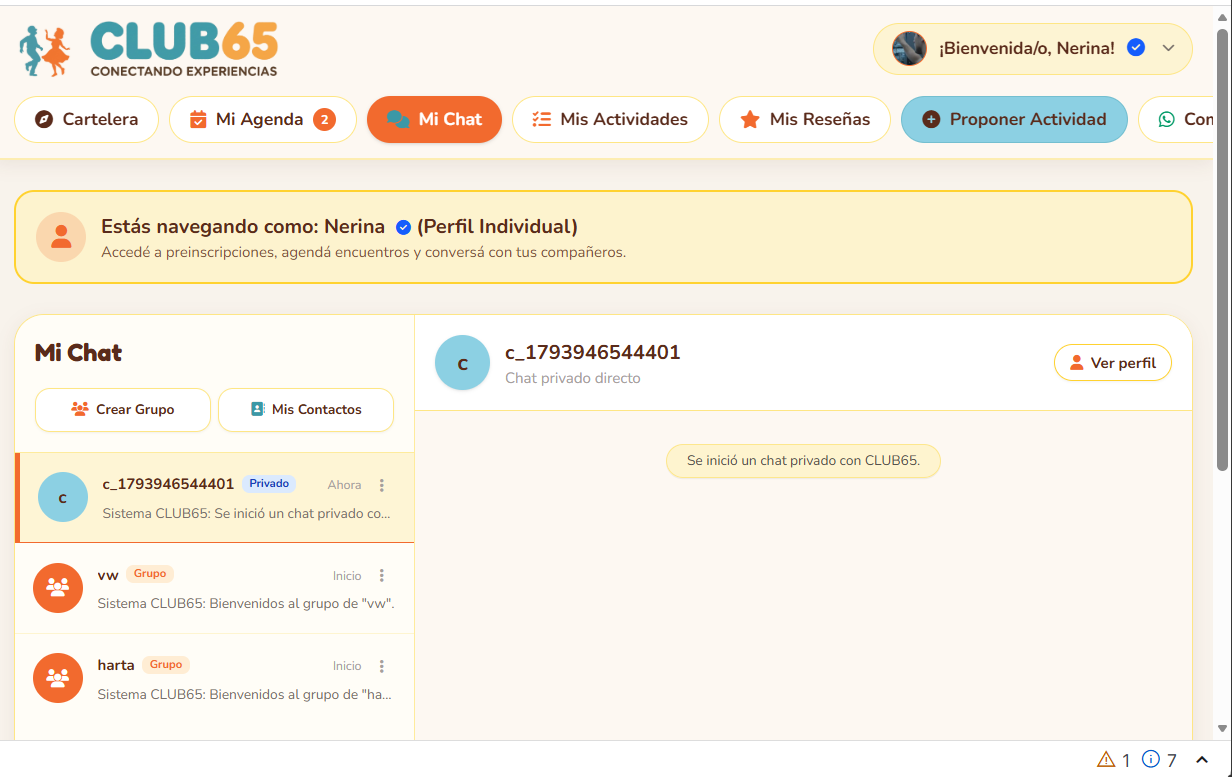 CLUB65
CONECTANDO EXPERIENCIAS
¡Bienvenida/o, Nerina!
Cartelera
Mi Agenda 2
Mi Chat
Mis Actividades
Mis Reseñas
Proponer Actividad
Con
Estás navegando como: Nerina (Perfil Individual)
Accedé a preinscripciones, agendá encuentros y conversá con tus compañeros.
Mi Chat
Crear Grupo
Mis Contactos
c
c_1793946544401 Privado Ahora
Sistema CLUB65: Se inició un chat privado co...
vw Grupo Inicio
Sistema CLUB65: Bienvenidos al grupo de "vw".
harta Grupo Inicio
Sistema CLUB65: Bienvenidos al grupo de "ha...
c
c_1793946544401
Chat privado directo
Ver perfil
Se inició un chat privado con CLUB65.
1 7